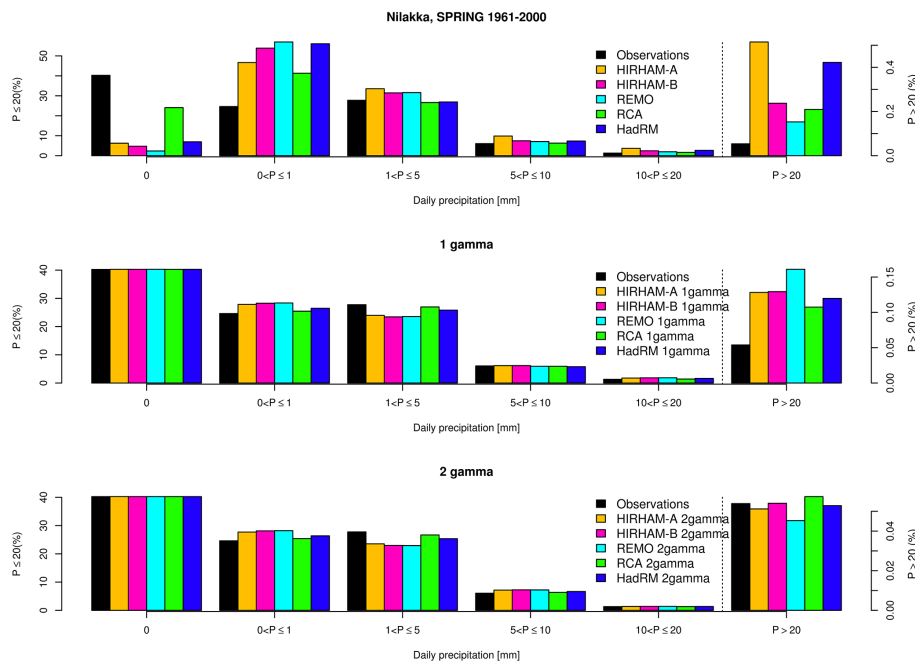 Nilakka, SPRING 1961-2000
P ≤ 20(%)
0 10 30 50
Observations
HIRHAM-A
HIRHAM-B
REMO
RCA
HadRM
0.0 0.2 0.4
P > 20 (%)
0 0<P ≤ 1 1<P ≤ 5 5<P ≤ 10 10<P ≤ 20 P > 20
Daily precipitation [mm]
1 gamma
P ≤ 20(%)
0 10 20 30 40
Observations
HIRHAM-A 1gamma
HIRHAM-B 1gamma
REMO 1gamma
RCA 1gamma
HadRM 1gamma
0.00 0.05 0.10 0.15
P > 20 (%)
0 0<P ≤ 1 1<P ≤ 5 5<P ≤ 10 10<P ≤ 20 P > 20
Daily precipitation [mm]
2 gamma
P ≤ 20(%)
0 10 20 30 40
Observations
HIRHAM-A 2gamma
HIRHAM-B 2gamma
REMO 2gamma
RCA 2gamma
HadRM 2gamma
0.00 0.02 0.04
P > 20 (%)
0 0<P ≤ 1 1<P ≤ 5 5<P ≤ 10 10<P ≤ 20 P > 20
Daily precipitation [mm]